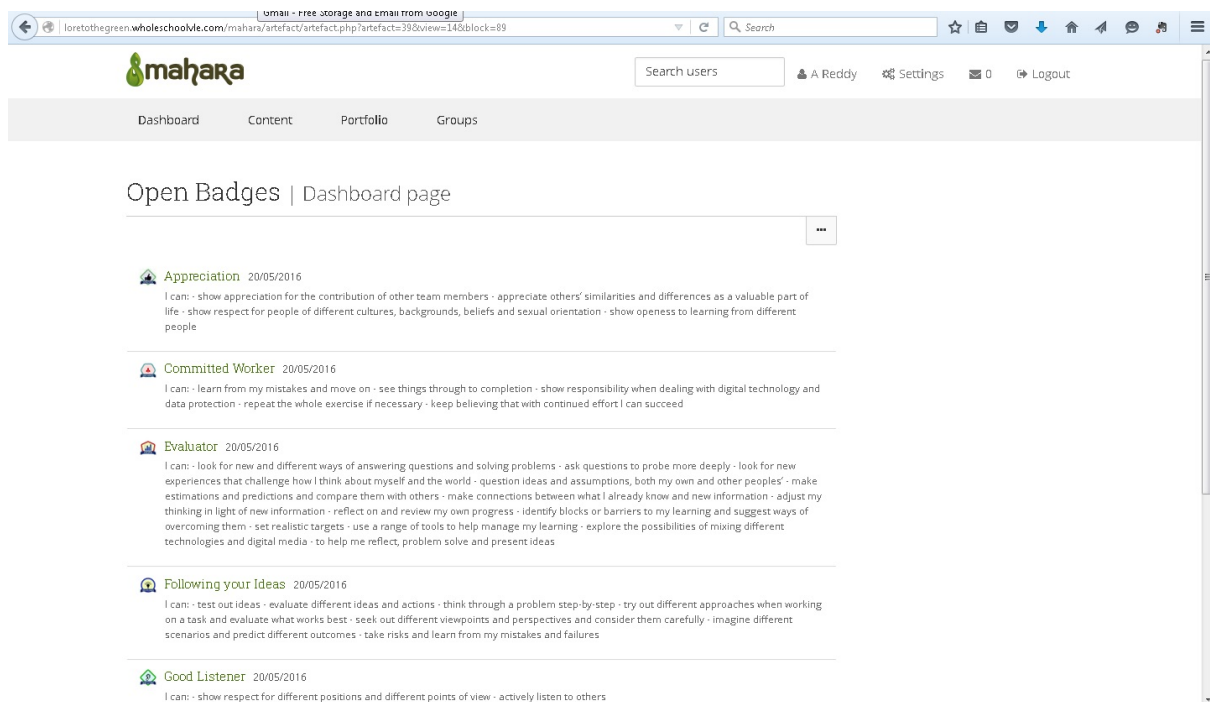 Gmail - Free Storage and Email from Google
loretothegreen.wholeschoolvle.com/mahara/artefact/artefact.php?artefact=39&view=14&block=89
Search
mahara
Search users
A Reddy
Settings
0
Logout
Dashboard Content Portfolio Groups
Open Badges | Dashboard page
Appreciation 20/05/2016
I can: - show appreciation for the contribution of other team members - appreciate others' similarities and differences as a valuable part of
life - show respect for people of different cultures, backgrounds, beliefs and sexual orientation - show openess to learning from different
people
Committed Worker 20/05/2016
I can: - learn from my mistakes and move on - see things through to completion - show responsibility when dealing with digital technology and
data protection - repeat the whole exercise if necessary - keep believing that with continued effort I can succeed
Evaluator 20/05/2016
I can: - look for new and different ways of answering questions and solving problems - ask questions to probe more deeply - look for new
experiences that challenge how I think about myself and the world - question ideas and assumptions, both my own and other peoples' - make
estimations and predictions and compare them with others - make connections between what I already know and new information - adjust my
thinking in light of new information - reflect on and review my own progress - identify blocks or barriers to my learning and suggest ways of
overcoming them - set realistic targets - use a range of tools to help manage my learning - explore the possibilities of mixing different
technologies and digital media - to help me reflect, problem solve and present ideas
Following your Ideas 20/05/2016
I can: - test out ideas - evaluate different ideas and actions - think through a problem step-by-step - try out different approaches when working
on a task and evaluate what works best - seek out different viewpoints and perspectives and consider them carefully - imagine different
scenarios and predict different outcomes - take risks and learn from my mistakes and failures
Good Listener 20/05/2016
I can: - show respect for different positions and different points of view - actively listen to others